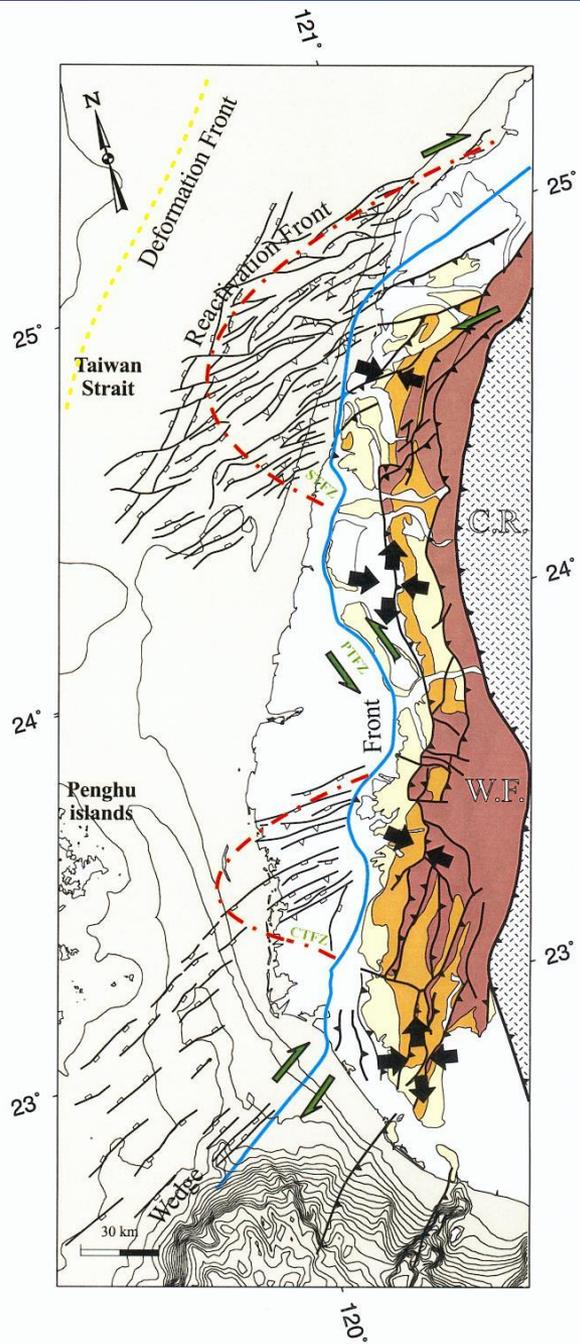 121°
N
Deformation Front
25°
Reactivation Front
25°
Taiwan
Strait
STFZ
C.R.
24°
PTFZ
Front
24°
Penghu
islands
W.F.
CTFZ
23°
23°
Wedge
30 km
120°